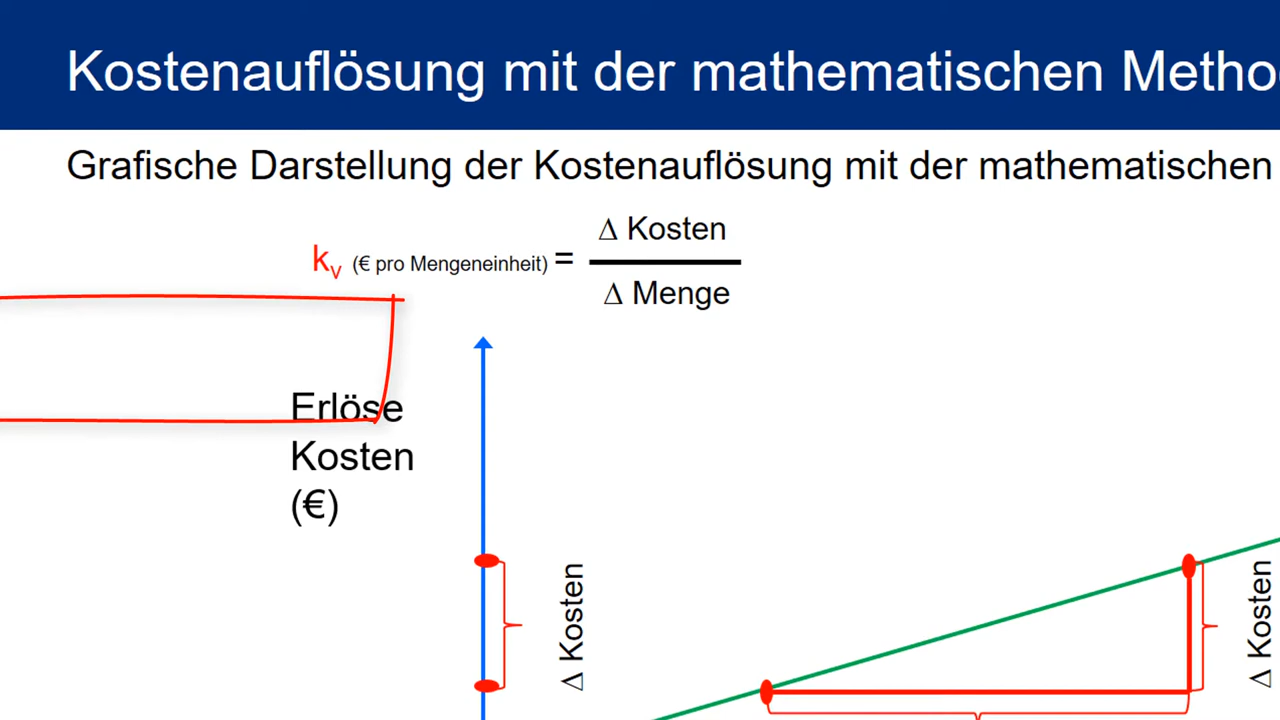 Kostenauflösung mit der mathematischen Metho
Grafische Darstellung der Kostenauflösung mit der mathematischen
Δ Kosten
kv (€ pro Mengeneinheit) =
Δ Menge
Erlöse
Kosten
(€)
Δ Kosten
Δ Kosten